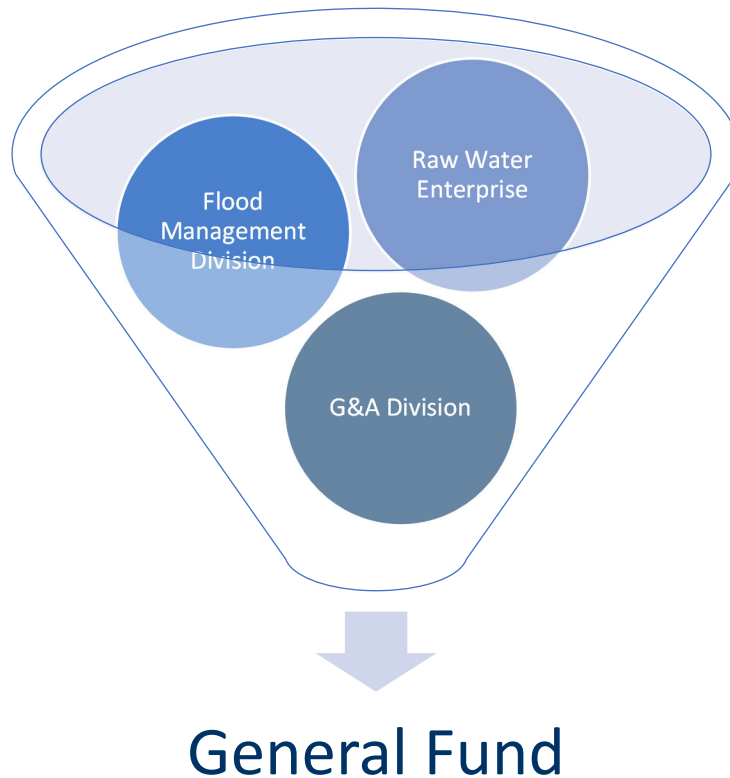 Raw Water
Enterprise
Flood
Management
Division
G&A Division
General Fund